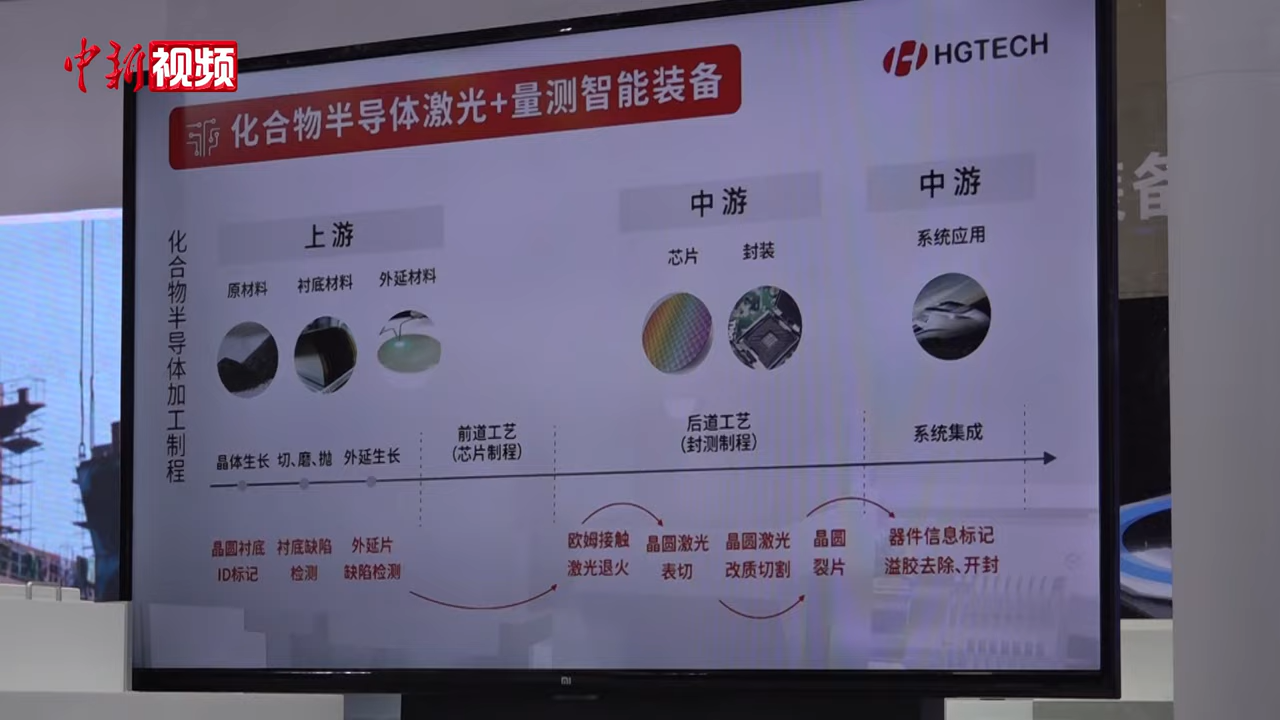 中新视频
HGTECH
化合物半导体激光+量测智能装备
上游
中游
中游
原材料
衬底材料
外延材料
芯片
封装
系统应用
化合物半导体加工制程
晶体生长
切、磨、抛
外延生长
前道工艺
(芯片制程)
后道工艺
(封测制程)
系统集成
晶圆衬底
ID标记
衬底缺陷
检测
外延片
缺陷检测
欧姆接触
激光退火
晶圆激光
表切
晶圆激光
改质切割
晶圆
裂片
器件信息标记
溢胶去除、开封
mi
备